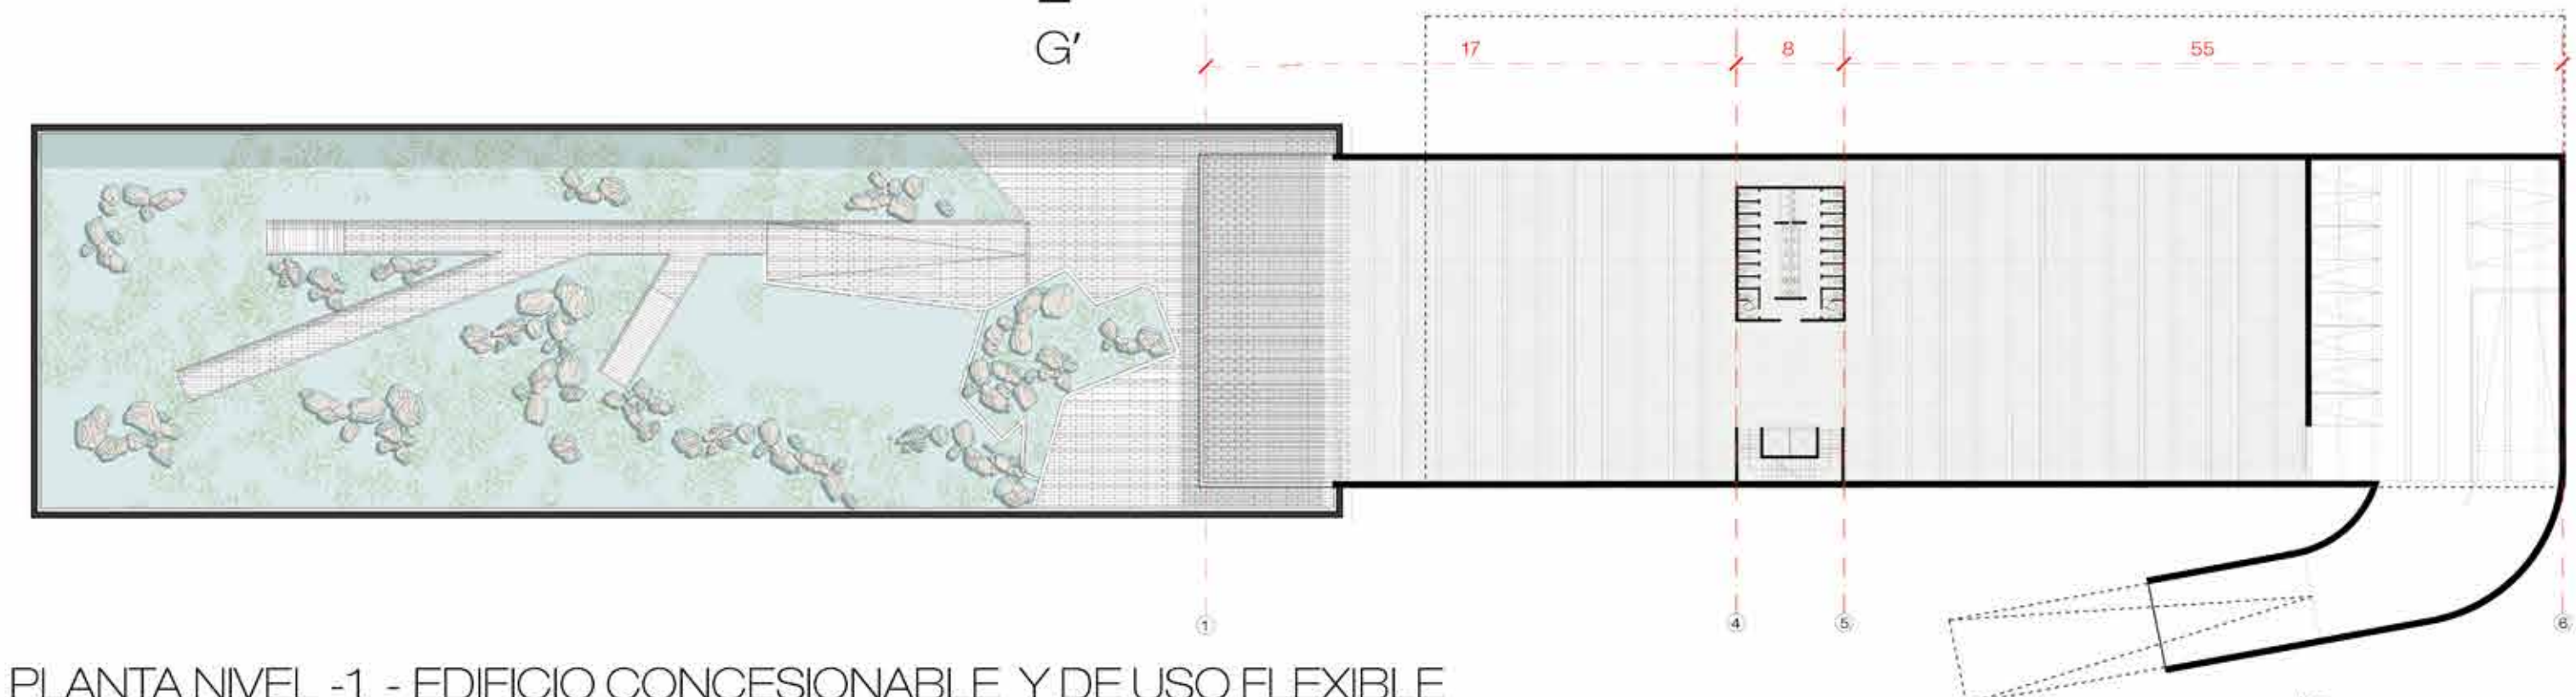 G'
17 8 55
1 4 5 6
PLANTA NIVEL -1 - EDIFICIO CONCESIONABLE Y DE USO FLEXIBLE